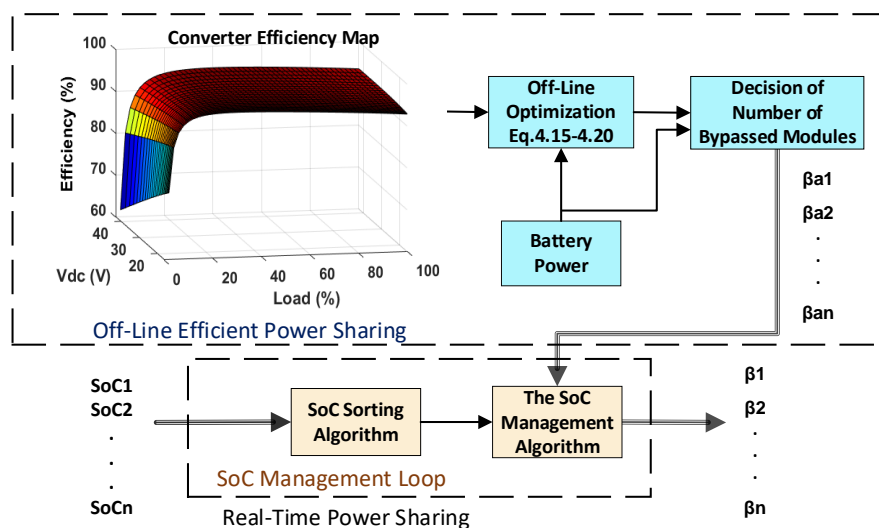 Converter Efficiency Map
Efficiency (%)
100
90
80
70
60
40
30
20
Vdc (V)
0
20
40
60
80
100
Load (%)
Off-Line
Optimization
Eq.4.15-4.20
Decision of
Number of
Bypassed Modules
Battery
Power
βa1
βa2
.
.
.
βan
Off-Line Efficient Power Sharing
SoC1
SoC2
.
.
.
SoCn
SoC Sorting
Algorithm
The SoC
Management
Algorithm
β1
β2
.
.
.
βn
SoC Management Loop
Real-Time Power Sharing